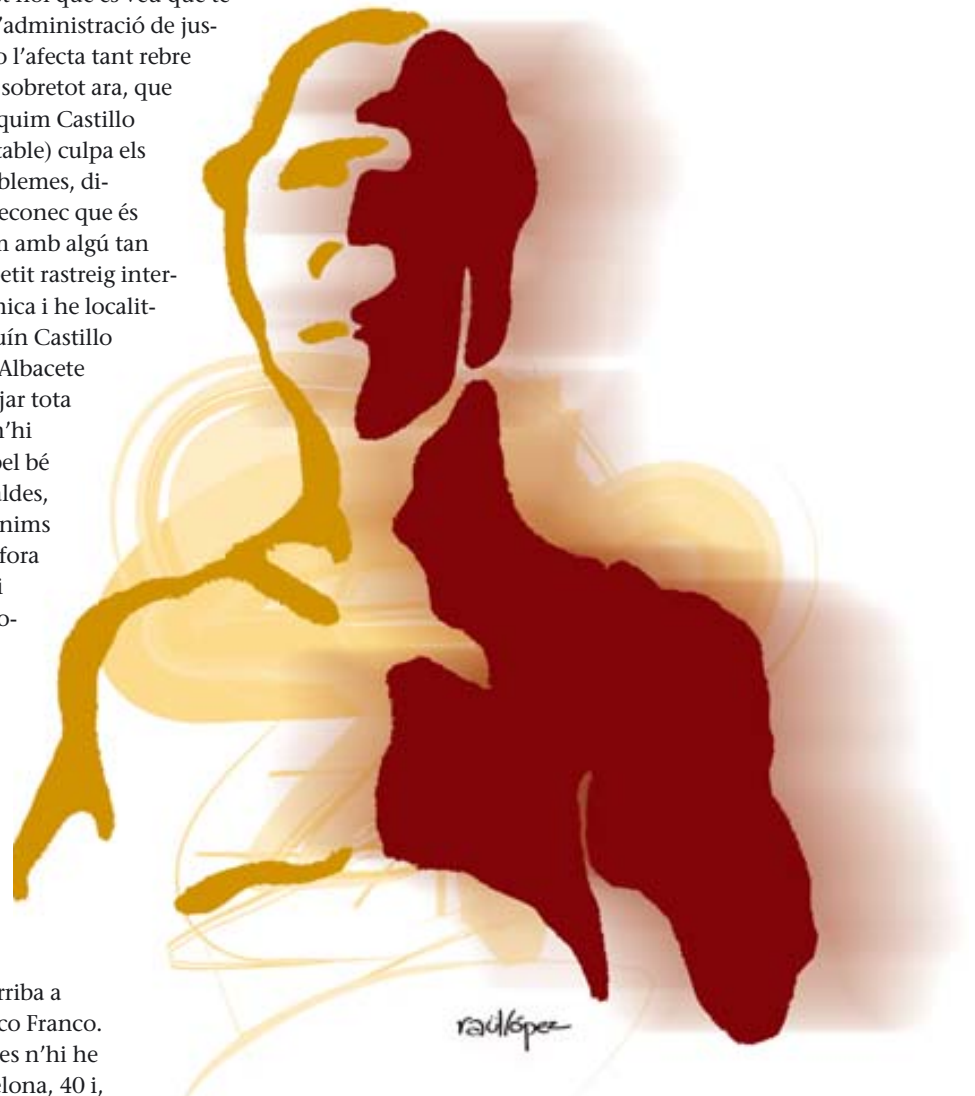 l'administració de jus-
o l'afecta tant rebre
sobretot ara, que
quim Castillo
table) culpa els
blemes, di-
econec que és
n amb algú tan
etit rastreig inter-
nica i he localit-
uín Castillo
Albacete
jar tota
n'hi
pel bé
aldes,
nims
fora
i
o-
rriba a
co Franco.
es n'hi he
elona, 40 i,
raúllópez